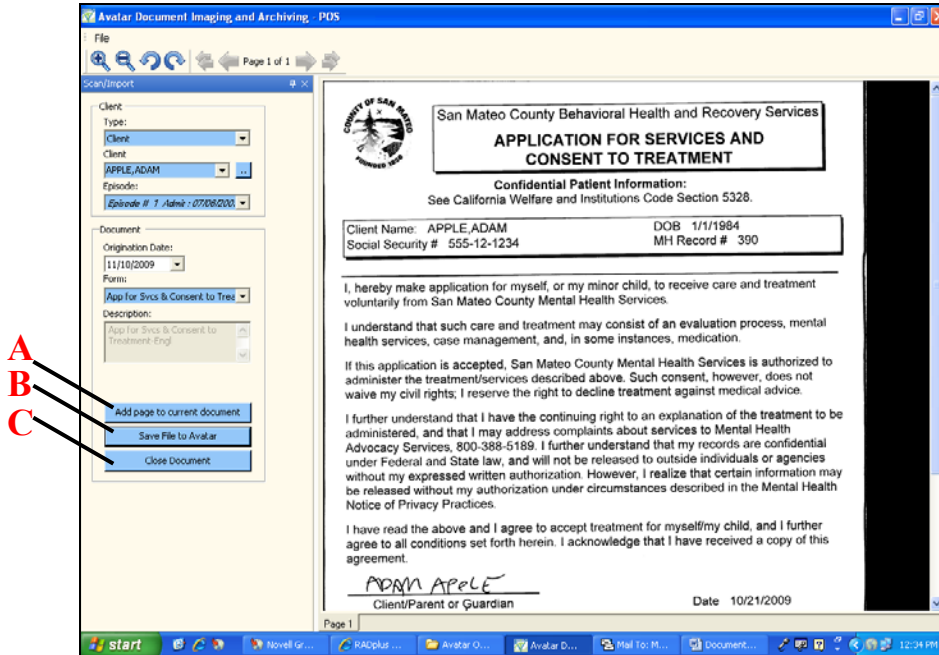 Avatar Document Imaging and Archiving - POS
File
Page 1 of 1
Scan/Import
Client
Type:
Client
Client
APPLE,ADAM
..
Episode:
Episode # 1 Admit : 07/08/200
Document
Origination Date:
11/10/2009
Form:
App for Svcs & Consent to Trea
Description:
App for Svcs & Consent to
Treatment-Engl
A
B
C
Add page to current document
Save File to Avatar
Close Document
COUNTY OF SAN MATEO
FOUNDED 1856
San Mateo County Behavioral Health and Recovery Services
APPLICATION FOR SERVICES AND
CONSENT TO TREATMENT
Confidential Patient Information:
See California Welfare and Institutions Code Section 5328.
Client Name: APPLE,ADAM DOB 1/1/1984
Social Security # 555-12-1234 MH Record # 390
I, hereby make application for myself, or my minor child, to receive care and treatment
voluntarily from San Mateo County Mental Health Services.
I understand that such care and treatment may consist of an evaluation process, mental
health services, case management, and, in some instances, medication.
If this application is accepted, San Mateo County Mental Health Services is authorized to
administer the treatment/services described above. Such consent, however, does not
waive my civil rights; I reserve the right to decline treatment against medical advice.
I further understand that I have the continuing right to an explanation of the treatment to be
administered, and that I may address complaints about services to Mental Health
Advocacy Services, 800-388-5189. I further understand that my records are confidential
under Federal and State law, and will not be released to outside individuals or agencies
without my expressed written authorization. However, I realize that certain information may
be released without my authorization under circumstances described in the Mental Health
Notice of Privacy Practices.
I have read the above and I agree to accept treatment for myself/my child, and I further
agree to all conditions set forth herein. I acknowledge that I have received a copy of this
agreement.
ADAM APPLE
Client/Parent or Guardian Date 10/21/2009
Page 1
start
Novell Gr...
RADplus ...
Avatar O...
Avatar D...
Mail To: M...
Document...
12:04 PM